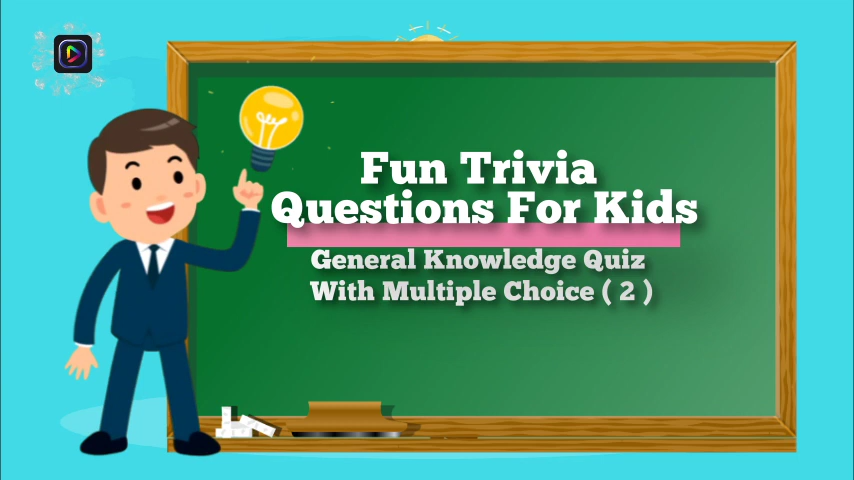 Fun Trivia
Questions For Kids
General Knowledge Quiz
With Multiple Choice ( 2 )